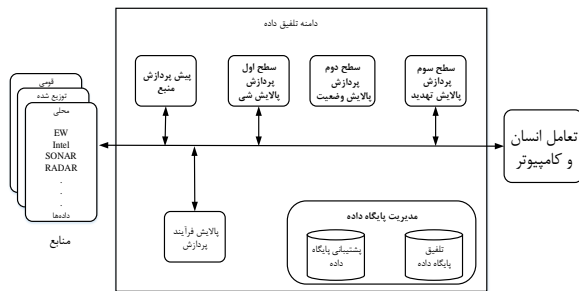 دامنه تلفیق داده
پیش پردازش
منبع
سطح اول
پردازش
پالایش شی
سطح دوم
پردازش
پالایش وضعیت
سطح سوم
پردازش
پالایش تهدید
قومی
توزیع شده
محلی
EW
Intel
SONAR
RADAR
.
.
.
داده‌ها
منابع
تعامل انسان
و کامپیوتر
پالایش فرآیند
پردازش
مدیریت پایگاه داده
پشتیبانی پایگاه
داده
تلفیق
پایگاه داده